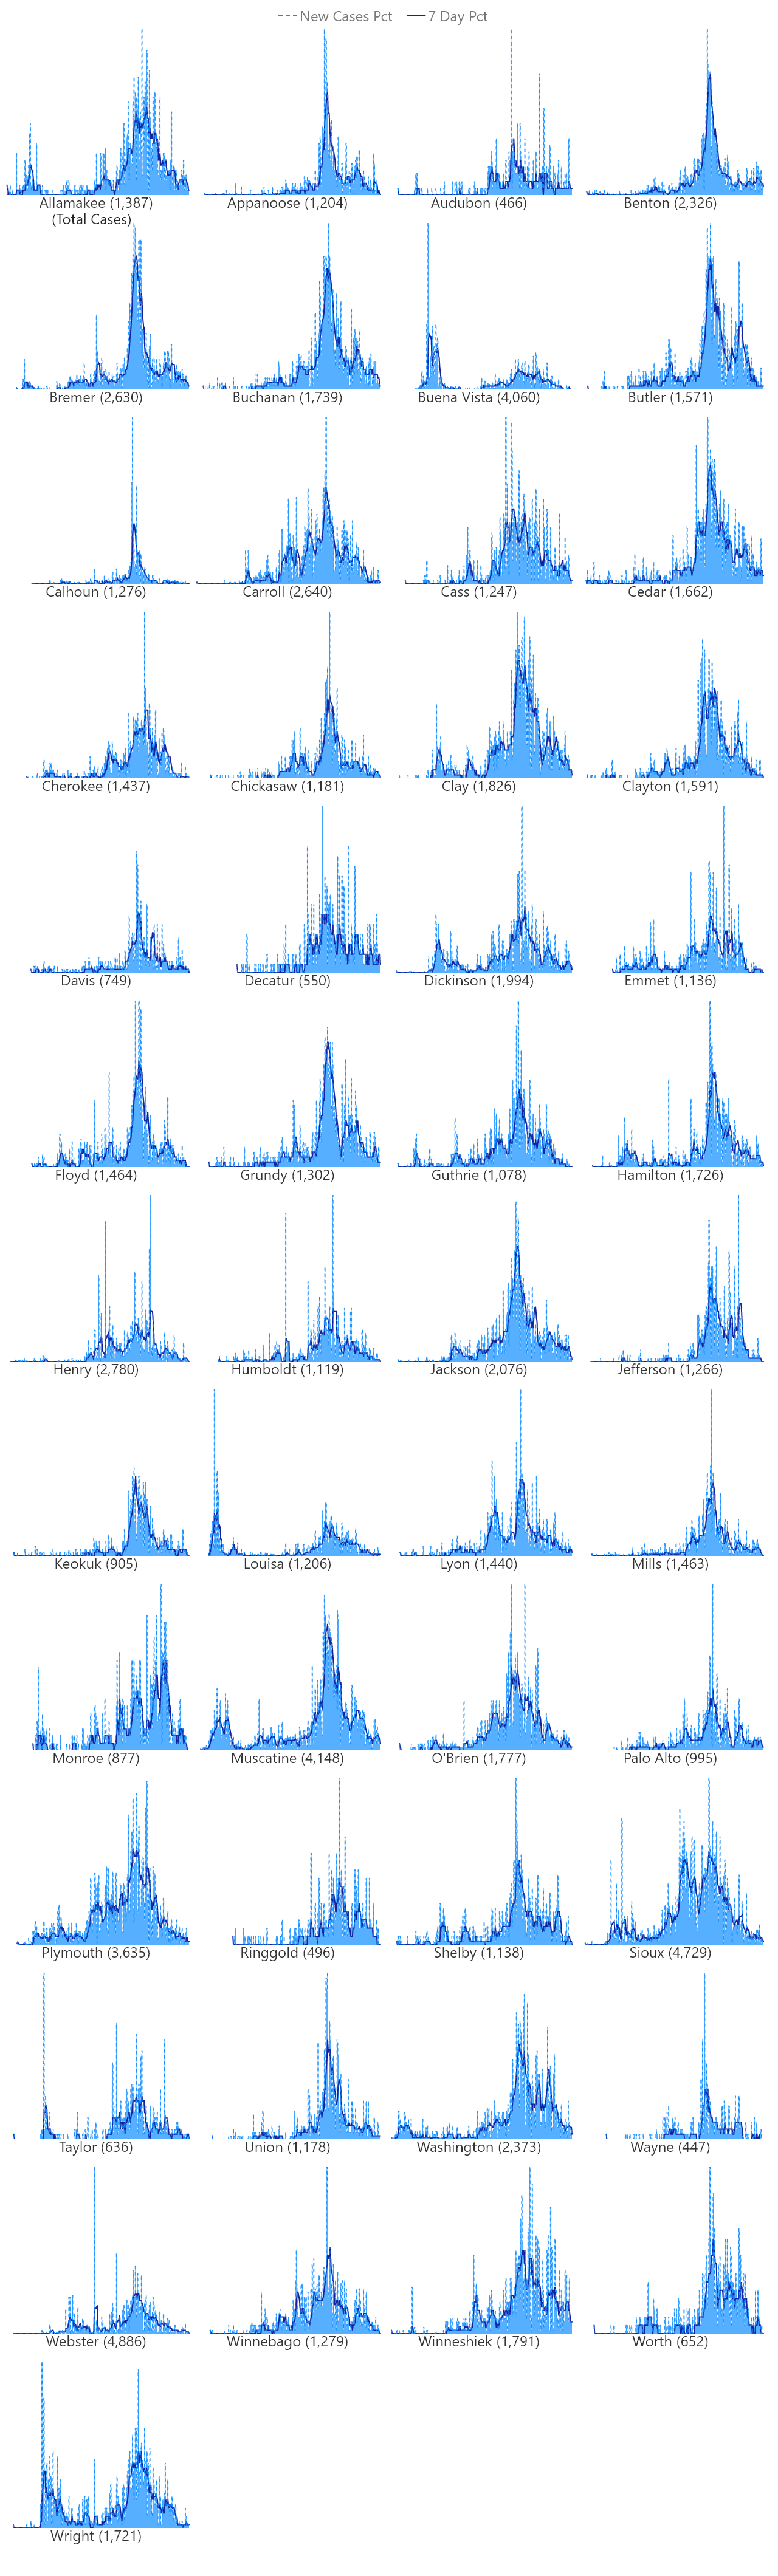 New Cases Pct 7 Day Pct
Allamakee (1,387) Appanoose (1,204) Audubon (466) Benton (2,326)
(Total Cases)
Bremer (2,630) Buchanan (1,739) Buena Vista (4,060) Butler (1,571)
Calhoun (1,276) Carroll (2,640) Cass (1,247) Cedar (1,662)
Cherokee (1,437) Chickasaw (1,181) Clay (1,826) Clayton (1,591)
Davis (749) Decatur (550) Dickinson (1,994) Emmet (1,136)
Floyd (1,464) Grundy (1,302) Guthrie (1,078) Hamilton (1,726)
Henry (2,780) Humboldt (1,119) Jackson (2,076) Jefferson (1,266)
Keokuk (905) Louisa (1,206) Lyon (1,440) Mills (1,463)
Monroe (877) Muscatine (4,148) O'Brien (1,777) Palo Alto (995)
Plymouth (3,635) Ringgold (496) Shelby (1,138) Sioux (4,729)
Taylor (636) Union (1,178) Washington (2,373) Wayne (447)
Webster (4,886) Winnebago (1,279) Winneshiek (1,791) Worth (652)
Wright (1,721)